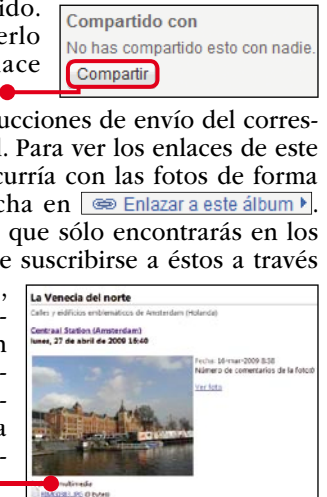 ido.
erlo
lace
Compartido con
No has compartido esto con nadie.
Compartir
ucciones de envío del corres-
l. Para ver los enlaces de este
curría con las fotos de forma
cha en Enlazar a este álbum.
que sólo encontrarás en los
e suscribirse a éstos a través
La Venecia del norte
Calles y edificios emblemáticos de Amsterdam (Holanda)
Centraal Station (Amsterdam)
lunes, 27 de abril de 2009 16:40
Fecha: 16-mar-2009 8:58
Número de comentarios de la foto:0
Ver foto
multimedia